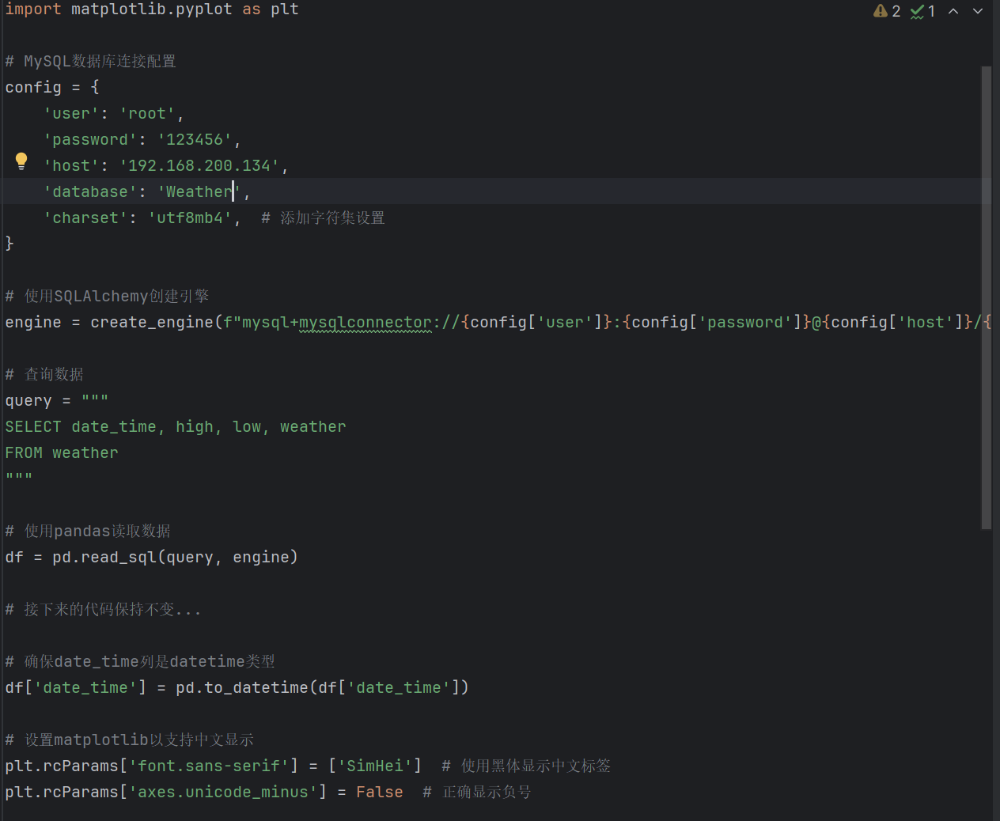 import matplotlib.pyplot as plt
2 1
# MySQL数据库连接配置
config = {
    'user': 'root',
    'password': '123456',
    'host': '192.168.200.134',
    'database': 'Weather',
    'charset': 'utf8mb4',  # 添加字符集设置
}
# 使用SQLAlchemy创建引擎
engine = create_engine(f"mysql+mysqlconnector://{config['user']}:{config['password']}@{config['host']}/{
# 查询数据
query = """
SELECT date_time, high, low, weather
FROM weather
"""
# 使用pandas读取数据
df = pd.read_sql(query, engine)
# 接下来的代码保持不变...
# 确保date_time列是datetime类型
df['date_time'] = pd.to_datetime(df['date_time'])
# 设置matplotlib以支持中文显示
plt.rcParams['font.sans-serif'] = ['SimHei']  # 使用黑体显示中文标签
plt.rcParams['axes.unicode_minus'] = False  # 正确显示负号